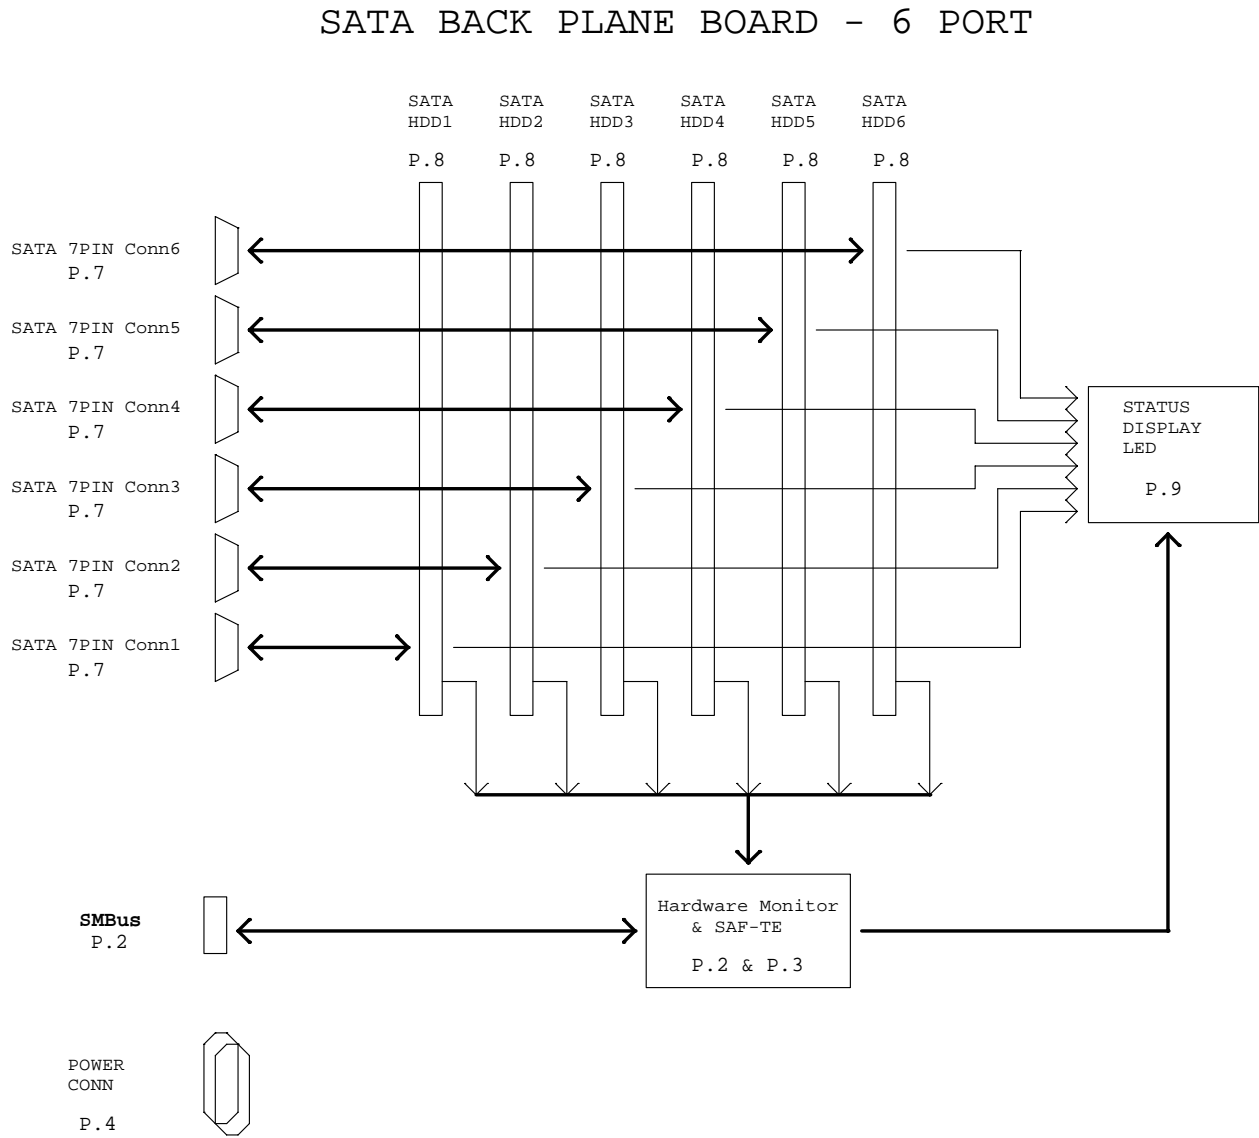 SATA BACK PLANE BOARD - 6 PORT
SATA HDD1
P.8
SATA HDD2
P.8
SATA HDD3
P.8
SATA HDD4
P.8
SATA HDD5
P.8
SATA HDD6
P.8
SATA 7PIN Conn6
P.7
SATA 7PIN Conn5
P.7
SATA 7PIN Conn4
P.7
SATA 7PIN Conn3
P.7
SATA 7PIN Conn2
P.7
SATA 7PIN Conn1
P.7
STATUS
DISPLAY
LED
P.9
Hardware Monitor
& SAF-TE
P.2 & P.3
SMBus
P.2
POWER
CONN
P.4